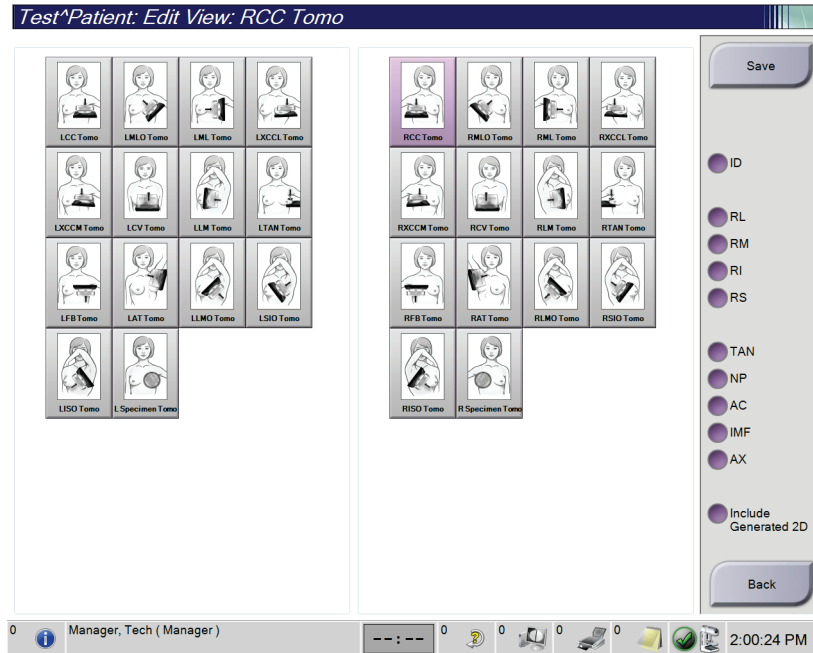 Test^Patient: Edit View: RCC Tomo
LCC Tomo LMLO Tomo LML Tomo LXCCL Tomo
LXCCM Tomo LCV Tomo LLM Tomo LTAN Tomo
LFB Tomo LAT Tomo LLMO Tomo LSIO Tomo
LISO Tomo L Specimen Tomo
RCC Tomo RMLO Tomo RML Tomo RXCCL Tomo
RXCCM Tomo RCV Tomo RLM Tomo RTAN Tomo
RFB Tomo RAT Tomo RLMO Tomo RSIO Tomo
RISO Tomo R Specimen Tomo
Save
ID
RL
RM
RI
RS
TAN
NP
AC
IMF
AX
Include
Generated 2D
Back
0 Manager, Tech ( Manager ) --:-- 0 0 0 0 2:00:24 PM